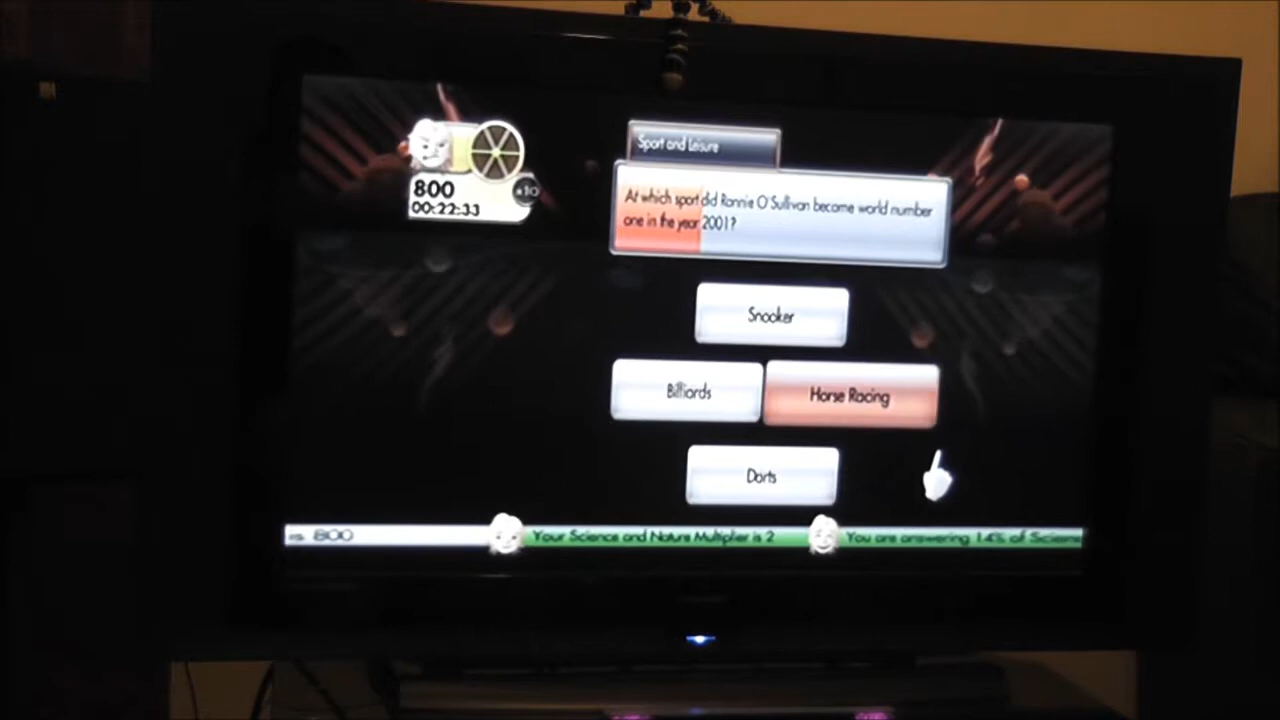 Sport and Leisure
800
x10
00:22:33
At which sport did Ronnie O'Sullivan become world number
one in the year 2001?
Snooker
Billiards
Horse Racing
Darts
800
Your Science and Nature Multiplier is 2
You are answering 14% of